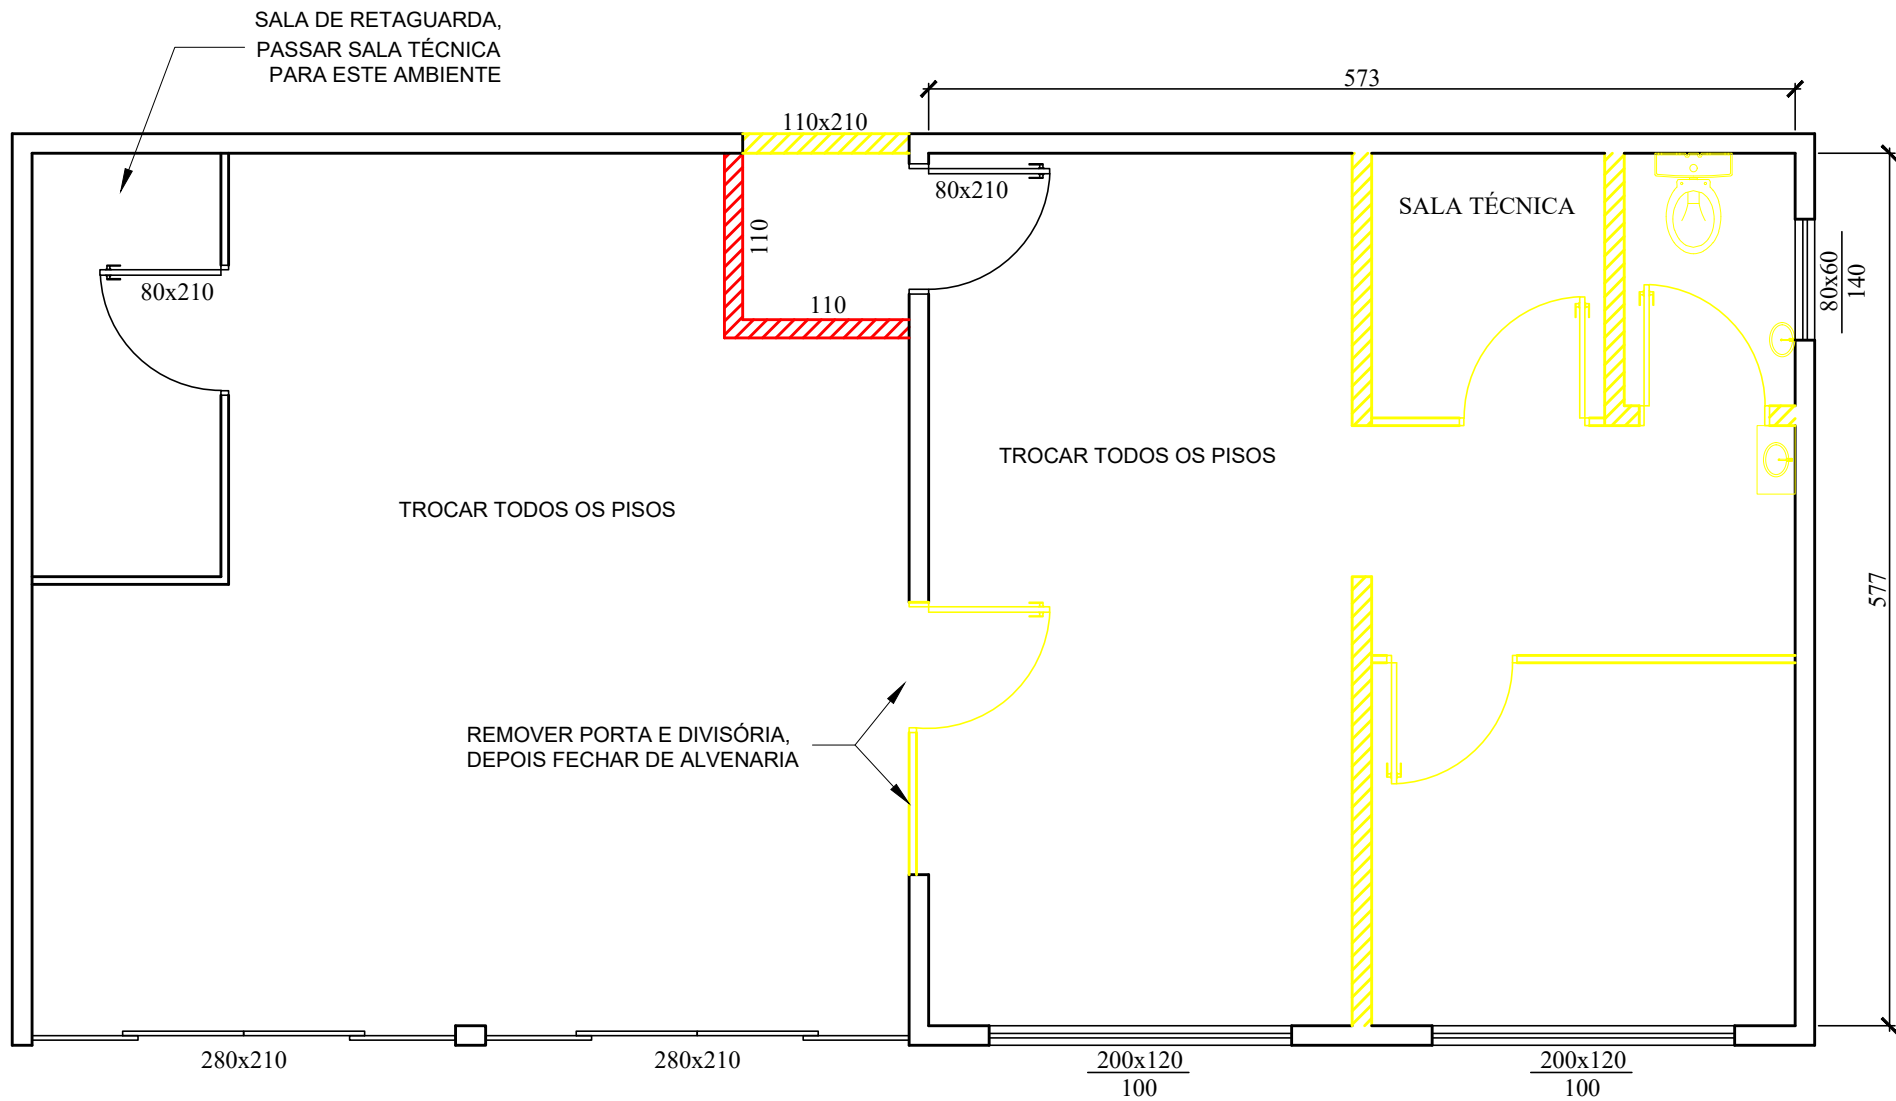 SALA DE RETAGUARDA,
PASSAR SALA TÉCNICA
PARA ESTE AMBIENTE
573
110x210
80x210
SALA TÉCNICA
110
80x60
140
80x210
110
TROCAR TODOS OS PISOS
TROCAR TODOS OS PISOS
577
REMOVER PORTA E DIVISÓRIA,
DEPOIS FECHAR DE ALVENARIA
280x210
280x210
200x120
100
200x120
100